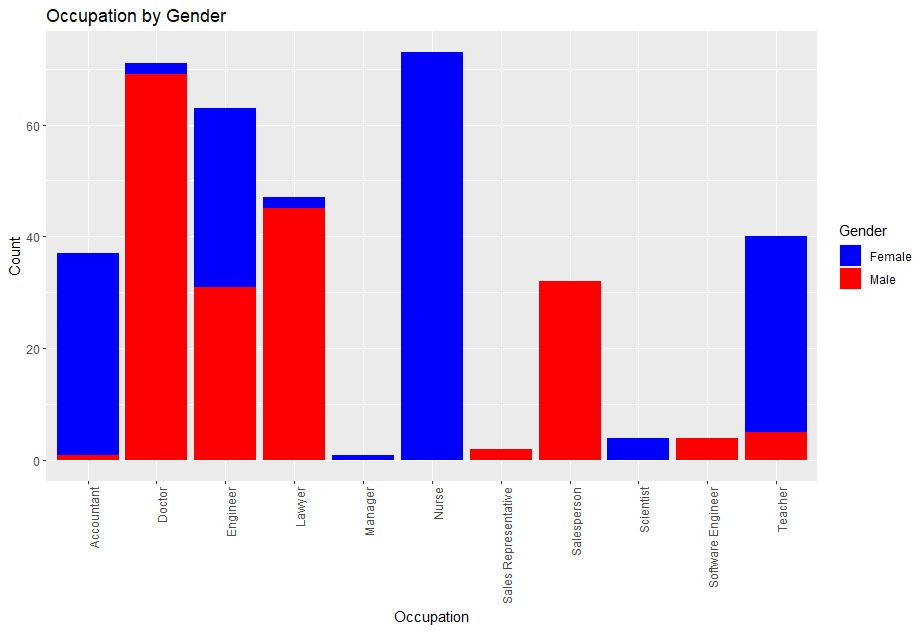 Occupation by Gender
Count
60
40
20
0
Accountant
Doctor
Engineer
Lawyer
Manager
Nurse
Sales Representative
Salesperson
Scientist
Software Engineer
Teacher
Occupation
Gender
Female
Male